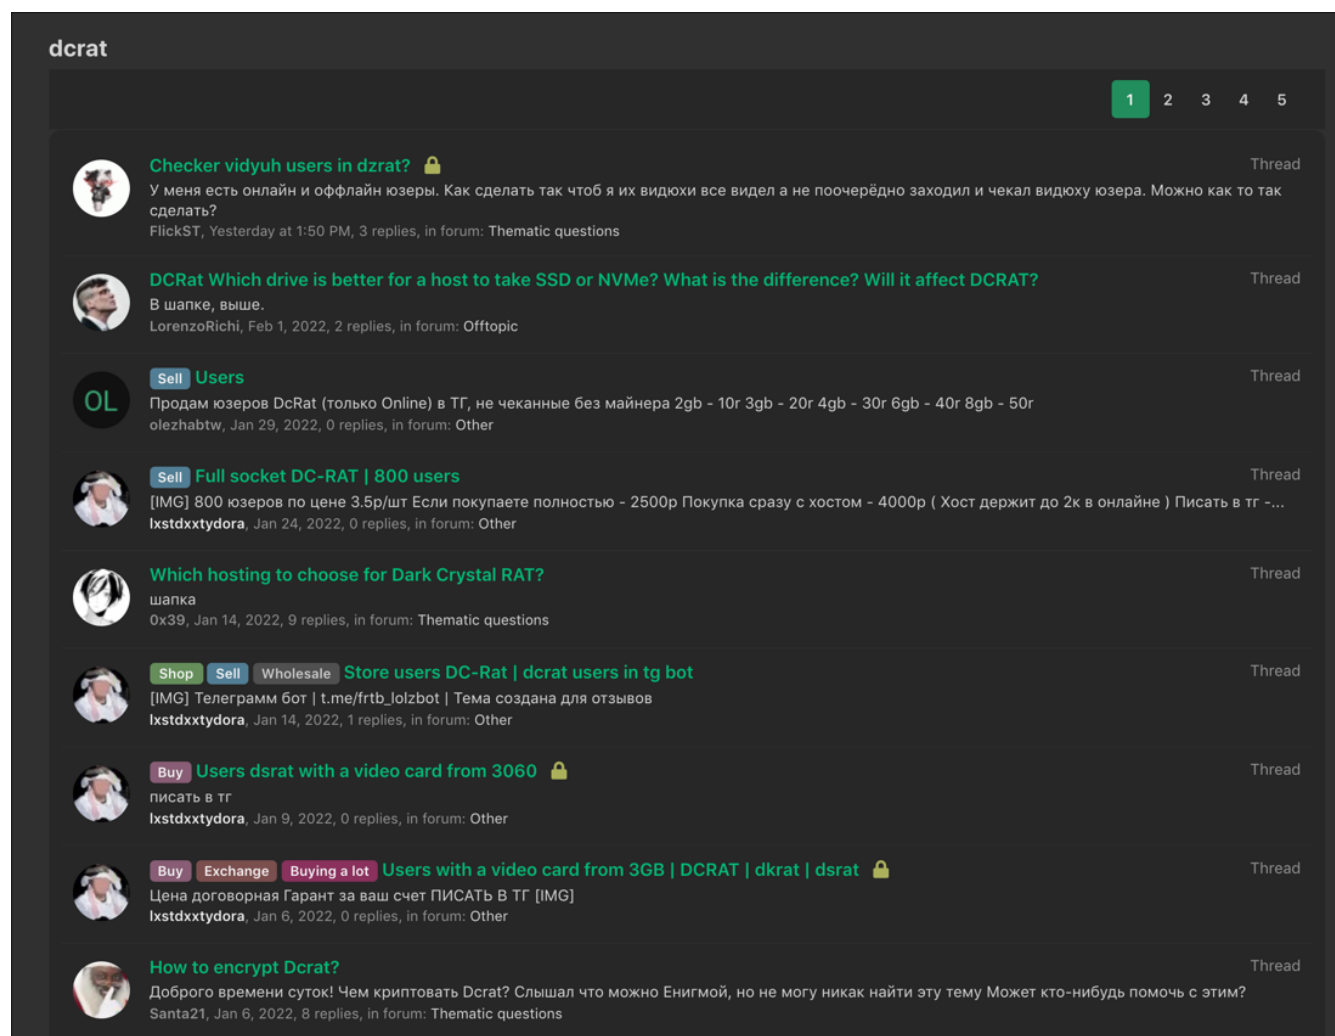 dcrat
1 2 3 4 5
Checker vidyuh users in dzrat? Thread
У меня есть онлайн и оффлайн юзеры. Как сделать так чтоб я их видюхи все видел а не поочерёдно заходил и чекал видюху юзера. Можно как то так
сделать?
FlickST, Yesterday at 1:50 PM, 3 replies, in forum: Thematic questions
DCRat Which drive is better for a host to take SSD or NVMe? What is the difference? Will it affect DCRAT? Thread
В шапке, выше.
LorenzoRichi, Feb 1, 2022, 2 replies, in forum: Offtopic
OL
Sell Users Thread
Продам юзеров DcRat (только Online) в ТГ, не чеканные без майнера 2gb - 10r 3gb - 20r 4gb - 30r 6gb - 40r 8gb - 50r
olezhabtw, Jan 29, 2022, 0 replies, in forum: Other
Sell Full socket DC-RAT | 800 users Thread
[IMG] 800 юзеров по цене 3.5р/шт Если покупаете полностью - 2500р Покупка сразу с хостом - 4000р ( Хост держит до 2к в онлайне ) Писать в тг -...
lxstdxxtydora, Jan 24, 2022, 0 replies, in forum: Other
Which hosting to choose for Dark Crystal RAT? Thread
шапка
0x39, Jan 14, 2022, 9 replies, in forum: Thematic questions
Shop Sell Wholesale Store users DC-Rat | dcrat users in tg bot Thread
[IMG] Телеграмм бот | t.me/frtb_lolzbot | Тема создана для отзывов
lxstdxxtydora, Jan 14, 2022, 1 replies, in forum: Other
Buy Users dsrat with a video card from 3060 Thread
писать в тг
lxstdxxtydora, Jan 9, 2022, 0 replies, in forum: Other
Buy Exchange Buying a lot Users with a video card from 3GB | DCRAT | dkrat | dsrat Thread
Цена договорная Гарант за ваш счет ПИСАТЬ В ТГ [IMG]
lxstdxxtydora, Jan 6, 2022, 0 replies, in forum: Other
How to encrypt Dcrat? Thread
Доброго времени суток! Чем криптовать Dcrat? Слышал что можно Енигмой, но не могу никак найти эту тему Может кто-нибудь помочь с этим?
Santa21, Jan 6, 2022, 8 replies, in forum: Thematic questions